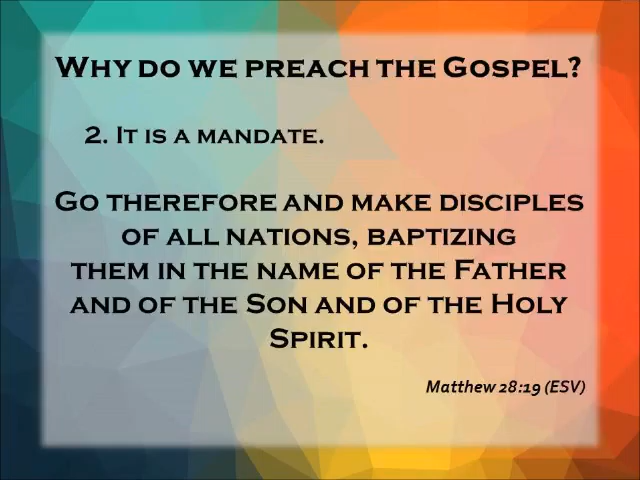 Why do we preach the Gospel?
2. It is a mandate.
Go therefore and make disciples
of all nations, baptizing
them in the name of the Father
and of the Son and of the Holy
Spirit.
Matthew 28:19 (ESV)